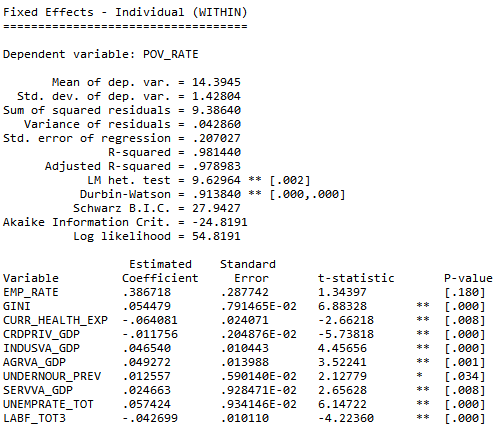 Fixed Effects - Individual (WITHIN)
===================================
Dependent variable: POV_RATE
Mean of dep. var. = 14.3945
Std. dev. of dep. var. = 1.42804
Sum of squared residuals = 9.38640
Variance of residuals = .042860
Std. error of regression = .207027
R-squared = .981440
Adjusted R-squared = .978983
LM het. test = 9.62964 ** [.002]
Durbin-Watson = .913840 ** [.000,.000]
Schwarz B.I.C. = 27.9427
Akaike Information Crit. = -24.8191
Log likelihood = 54.8191
Estimated Standard
Variable Coefficient Error t-statistic P-value
EMP_RATE .386718 .287742 1.34397 [.180]
GINI .054479 .791465E-02 6.88328 ** [.000]
CURR_HEALTH_EXP -.064081 .024071 -2.66218 ** [.008]
CRDPRIV_GDP -.011756 .204876E-02 -5.73818 ** [.000]
INDUSVA_GDP .046540 .010443 4.45656 ** [.000]
AGRVA_GDP .049272 .013988 3.52241 ** [.001]
UNDERNOUR_PREV .012557 .590140E-02 2.12779 * [.034]
SERVVA_GDP .024663 .928471E-02 2.65628 ** [.008]
UNEMPRATE_TOT .057424 .934146E-02 6.14722 ** [.000]
LABF_TOT3 -.042699 .010110 -4.22360 ** [.000]